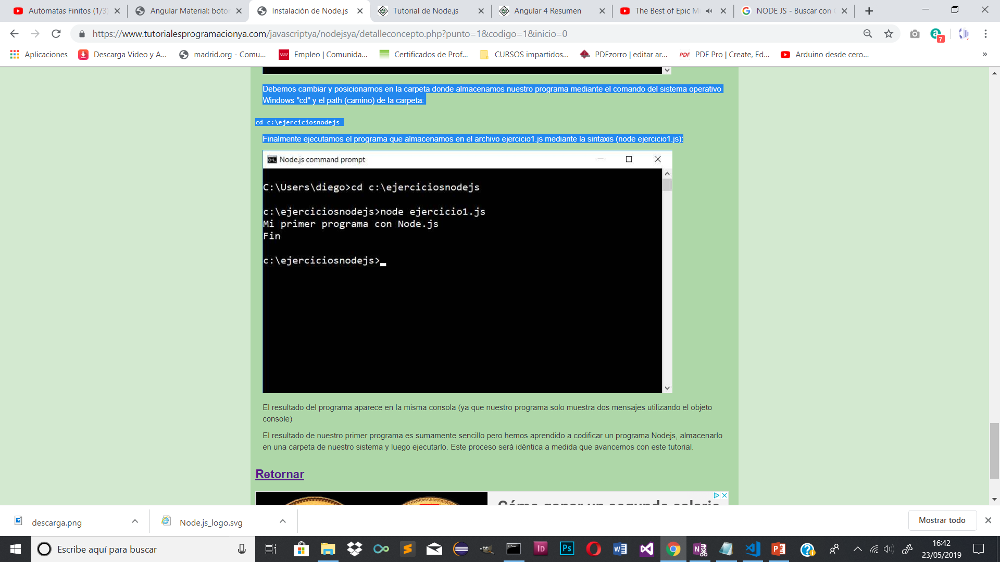 Autómatas Finitos (1/3)
Angular Material: boto
Instalación de Node.js
Tutorial de Node.js
Angular 4 Resumen
The Best of Epic M
NODE JS - Buscar con
https://www.tutorialesprogramacionya.com/javascriptya/nodejsya/detalleconcepto.php?punto=1&codigo=1&inicio=0
7
Aplicaciones
Descarga Video y A...
madrid.org - Comu...
Empleo | Comunida...
Certificados de Prof...
CURSOS impartidos...
PDFzorro | editar ar...
PDF
PDF Pro | Create, Ed...
Arduino desde cero...
»
Debemos cambiar y posicionarnos en la carpeta donde almacenamos nuestro programa mediante el comando del sistema operativo
Windows "cd" y el path (camino) de la carpeta:
cd c:\ejerciciosnodejs
Finalmente ejecutamos el programa que almacenamos en el archivo ejercicio1.js mediante la sintaxis (node ejercicio1.js):
Node.js command prompt
C:\Users\diego>cd c:\ejerciciosnodejs
c:\ejerciciosnodejs>node ejercicio1.js
Mi primer programa con Node.js
Fin
c:\ejerciciosnodejs>
El resultado del programa aparece en la misma consola (ya que nuestro programa solo muestra dos mensajes utilizando el objeto
console)
El resultado de nuestro primer programa es sumamente sencillo pero hemos aprendido a codificar un programa Nodejs, almacenarlo
en una carpeta de nuestro sistema y luego ejecutarlo. Este proceso será idéntica a medida que avancemos con este tutorial.
Retornar
Cómo ganar un segundo salario
descarga.png
Node.js_logo.svg
Mostrar todo
Escribe aquí para buscar
16:42
23/05/2019